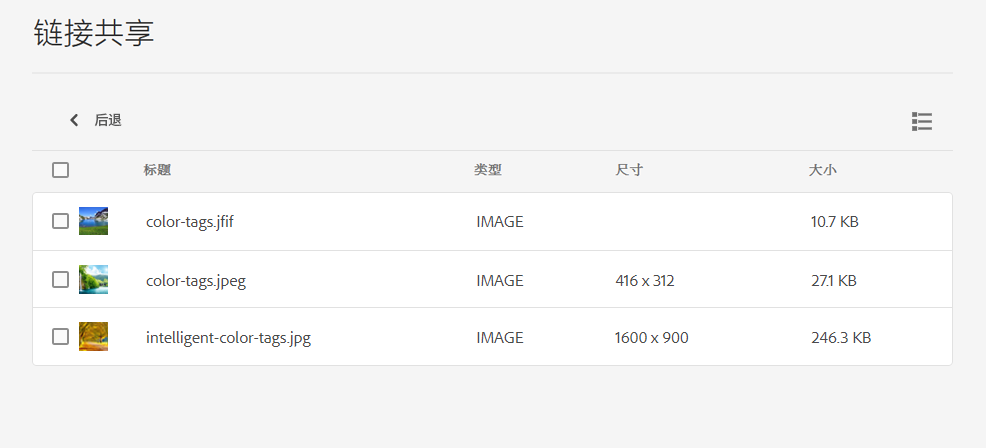 链接共享
后退
标题 类型 尺寸 大小
color-tags.jfif IMAGE 10.7 KB
color-tags.jpeg IMAGE 416 x 312 27.1 KB
intelligent-color-tags.jpg IMAGE 1600 x 900 246.3 KB